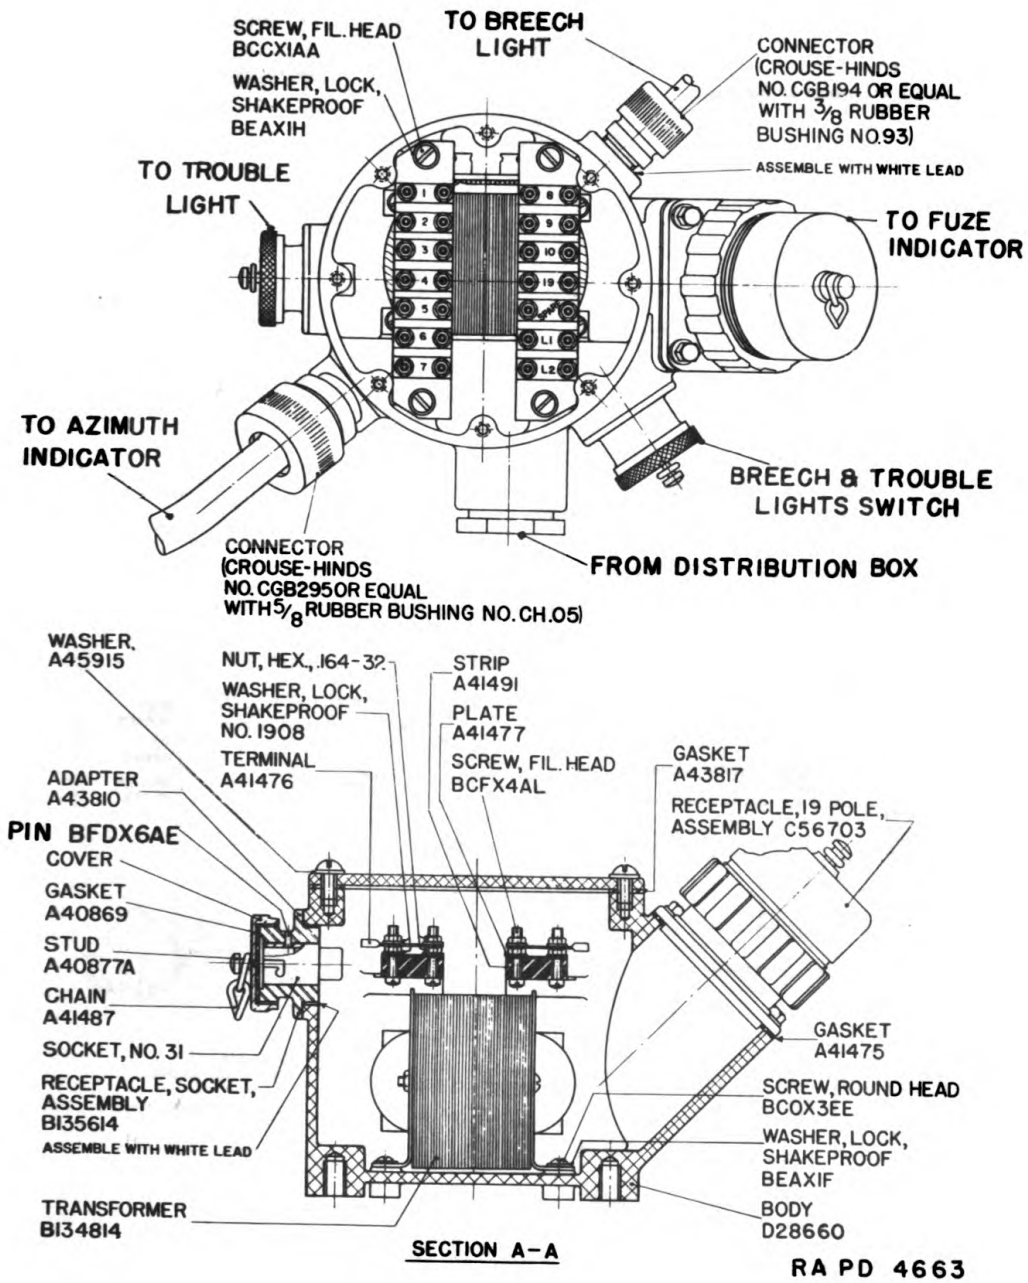 SCREW, FIL. HEAD
BCCX1AA
WASHER, LOCK,
SHAKEPROOF
BEAX1H
TO BREECH
LIGHT
CONNECTOR
(CROUSE-HINDS
NO. CGB194 OR EQUAL
WITH 3/8 RUBBER
BUSHING NO.93)
ASSEMBLE WITH WHITE LEAD
TO TROUBLE
LIGHT
TO FUZE
INDICATOR
1
2
3
4
5
6
7
8
9
10
19
SPARE
L1
L2
TO AZIMUTH
INDICATOR
BREECH & TROUBLE
LIGHTS SWITCH
CONNECTOR
(CROUSE-HINDS
NO. CGB295 OR EQUAL
WITH 5/8 RUBBER BUSHING NO. CH.05)
FROM DISTRIBUTION BOX
WASHER.
A45915
NUT, HEX., .164-32
WASHER, LOCK,
SHAKEPROOF
NO. 1908
TERMINAL
A41476
STRIP
A41491
PLATE
A41477
SCREW, FIL. HEAD
BCFX4AL
GASKET
A43817
RECEPTACLE, 19 POLE,
ASSEMBLY C56703
ADAPTER
A43810
PIN BFDX6AE
COVER
GASKET
A40869
STUD
A40877A
CHAIN
A41487
SOCKET, NO. 31
RECEPTACLE, SOCKET,
ASSEMBLY
B135614
ASSEMBLE WITH WHITE LEAD
TRANSFORMER
B134814
GASKET
A41475
SCREW, ROUND HEAD
BCOX3EE
WASHER, LOCK,
SHAKEPROOF
BEAX1F
BODY
D28660
SECTION A-A
RA PD 4663